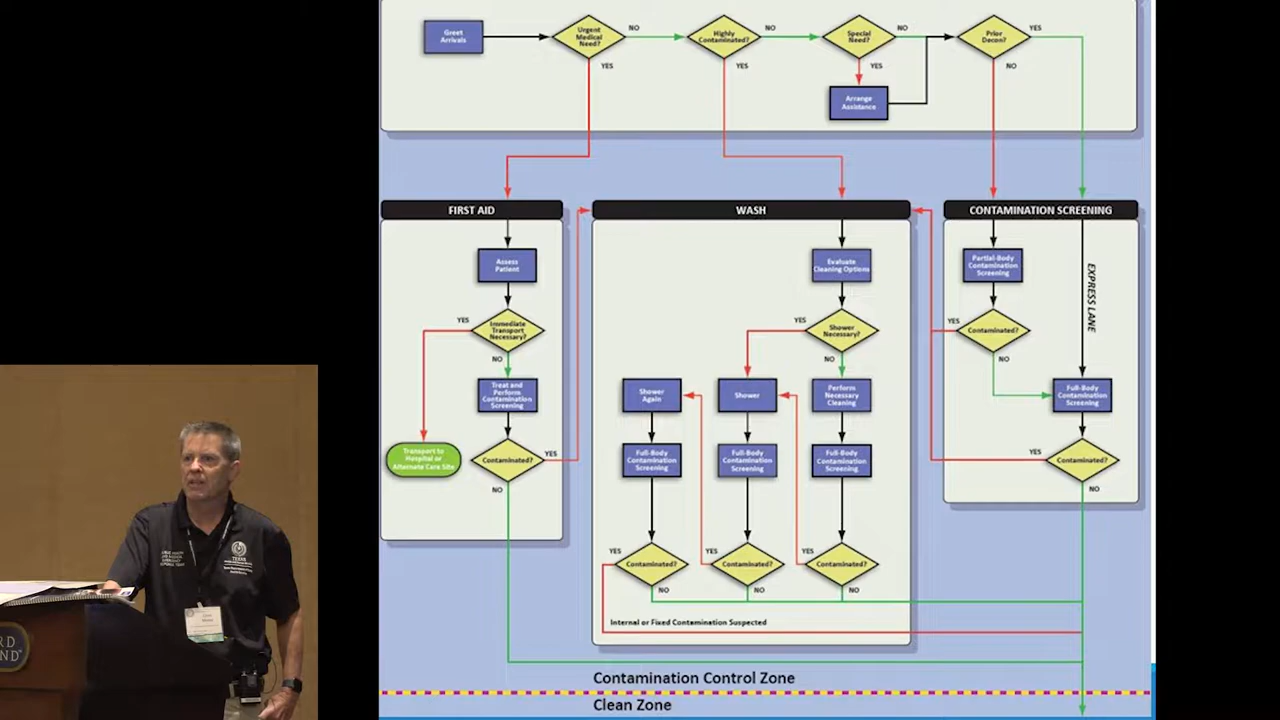 Greet
Arrivals
Urgent
Medical
Need?
NO
YES
Highly
Contaminated?
NO
YES
Special
Need?
NO
YES
Arrange
Assistance
Prior
Decon?
YES
NO
FIRST AID
Assess
Patient
Immediate
Transport
Necessary?
YES
NO
Treat and
Perform
Contamination
Screening
Transport to
Hospital or
Alternate Care Site
Contaminated?
YES
NO
WASH
Evaluate
Cleaning Options
Shower
Necessary?
YES
NO
Shower
Again
Shower
Perform
Necessary
Cleaning
Full-Body
Contamination
Screening
Full-Body
Contamination
Screening
Full-Body
Contamination
Screening
YES
Contaminated?
NO
YES
Contaminated?
NO
YES
Contaminated?
NO
Internal or Fixed Contamination Suspected
CONTAMINATION SCREENING
Partial-Body
Contamination
Screening
EXPRESS LANE
YES
Contaminated?
NO
Full-Body
Contamination
Screening
YES
Contaminated?
NO
Contamination Control Zone
Clean Zone
TEXAS